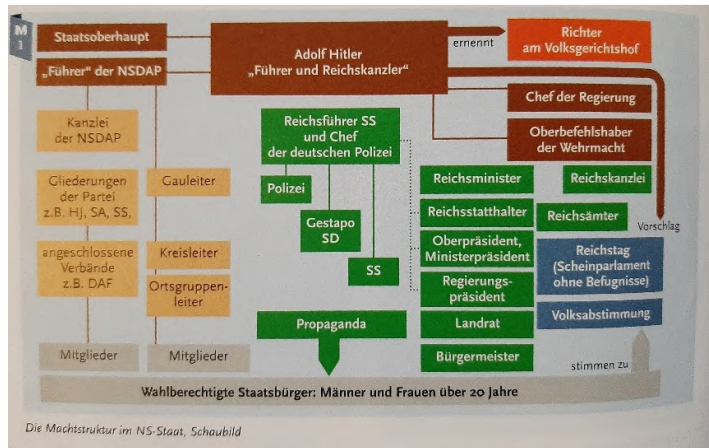 M
1
Staatsoberhaupt
„Führer“ der NSDAP
Adolf Hitler
„Führer und Reichskanzler“
ernennt
Richter
am Volksgerichtshof
Chef der Regierung
Oberbefehlshaber
der Wehrmacht
Kanzlei
der NSDAP
Gliederungen
der Partei
z.B. HJ, SA, SS,
angeschlossene
Verbände
z.B. DAF
Mitglieder
Gauleiter
Kreisleiter
Ortsgruppen-
leiter
Mitglieder
Reichsführer SS
und Chef
der deutschen Polizei
Polizei
Gestapo
SD
SS
Propaganda
Reichsminister
Reichsstatthalter
Oberpräsident,
Ministerpräsident
Regierungs-
präsident
Landrat
Bürgermeister
Reichskanzlei
Reichsämter
Vorschlag
Reichstag
(Scheinparlament
ohne Befugnisse)
Volksabstimmung
stimmen zu
Wahlberechtigte Staatsbürger: Männer und Frauen über 20 Jahre
Die Machtstruktur im NS-Staat, Schaubild